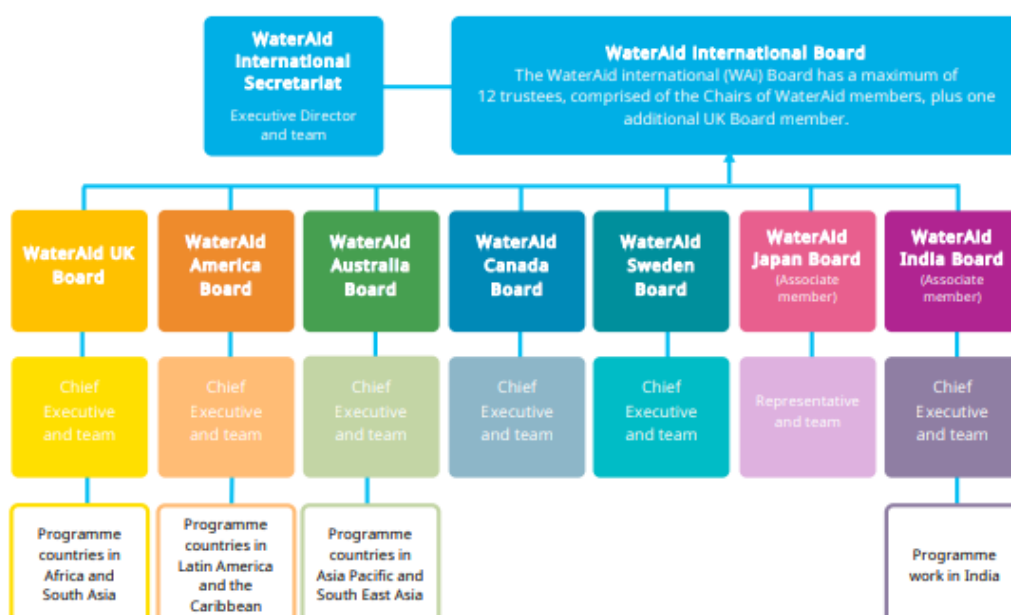 WaterAid
International
Secretariat
Executive Director
and team
WaterAid International Board
The WaterAid international (WAi) Board has a maximum of
12 trustees, comprised of the Chairs of WaterAid members, plus one
additional UK Board member.
WaterAid UK
Board
WaterAid
America
Board
WaterAid
Australia
Board
WaterAid
Canada
Board
WaterAid
Sweden
Board
WaterAid
Japan Board
(Associate
member)
WaterAid
India Board
(Associate
member)
Chief
Executive
and team
Chief
Executive
and team
Chief
Executive
and team
Chief
Executive
and team
Chief
Executive
and team
Representative
and team
Chief
Executive
and team
Programme
countries in
Africa and
South Asia
Programme
countries in
Latin America
and the
Caribbean
Programme
countries in
Asia Pacific and
South East Asia
Programme
work in India